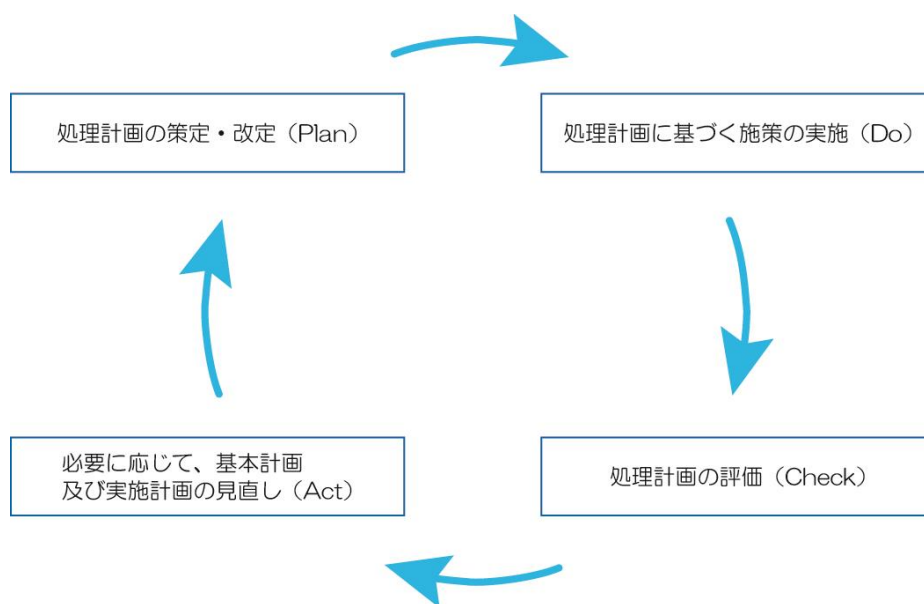 処理計画の策定・改定（Plan）
処理計画に基づく施策の実施（Do）
必要に応じて、基本計画
及び実施計画の見直し（Act）
処理計画の評価（Check）